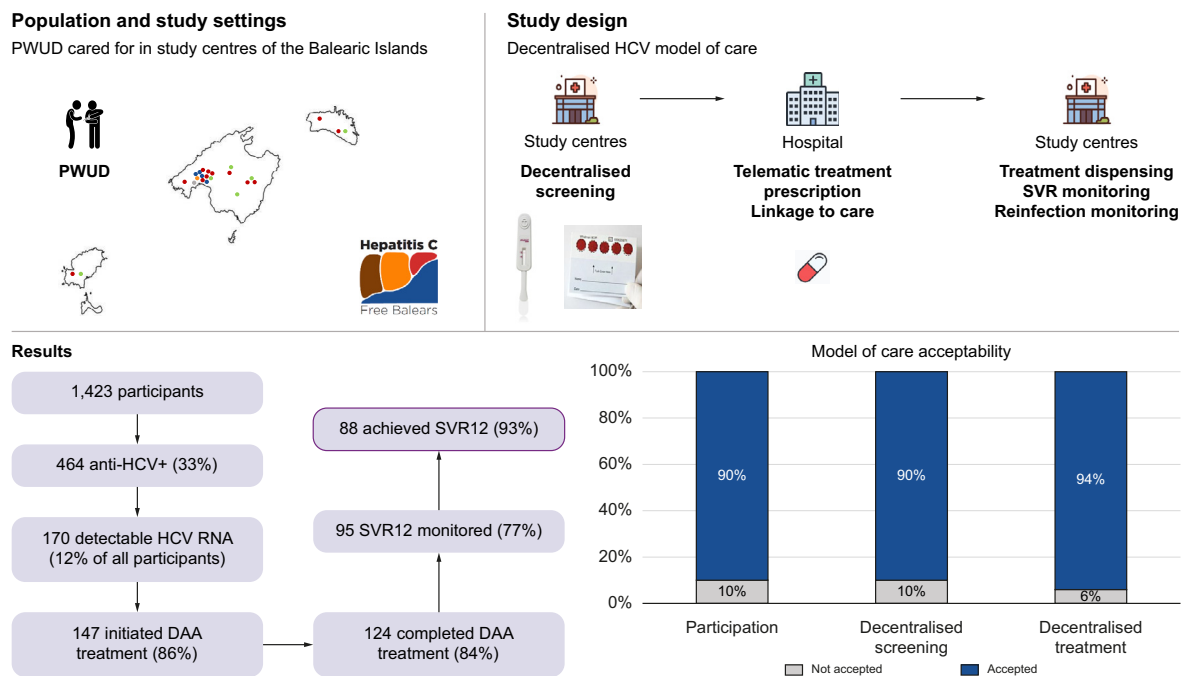 Population and study settings
PWUD cared for in study centres of the Balearic Islands
PWUD
Hepatitis C
Free Balears
Study design
Decentralised HCV model of care
Study centres
Decentralised
screening
Hospital
Telematic treatment
prescription
Linkage to care
Study centres
Treatment dispensing
SVR monitoring
Reinfection monitoring
Results
1,423 participants
464 anti-HCV+ (33%)
170 detectable HCV RNA
(12% of all participants)
147 initiated DAA
treatment (86%)
124 completed DAA
treatment (84%)
95 SVR12 monitored (77%)
88 achieved SVR12 (93%)
Model of care acceptability
100%
80%
60%
40%
20%
0%
90%
10%
90%
10%
94%
6%
Participation
Decentralised
screening
Decentralised
treatment
Not accepted
Accepted